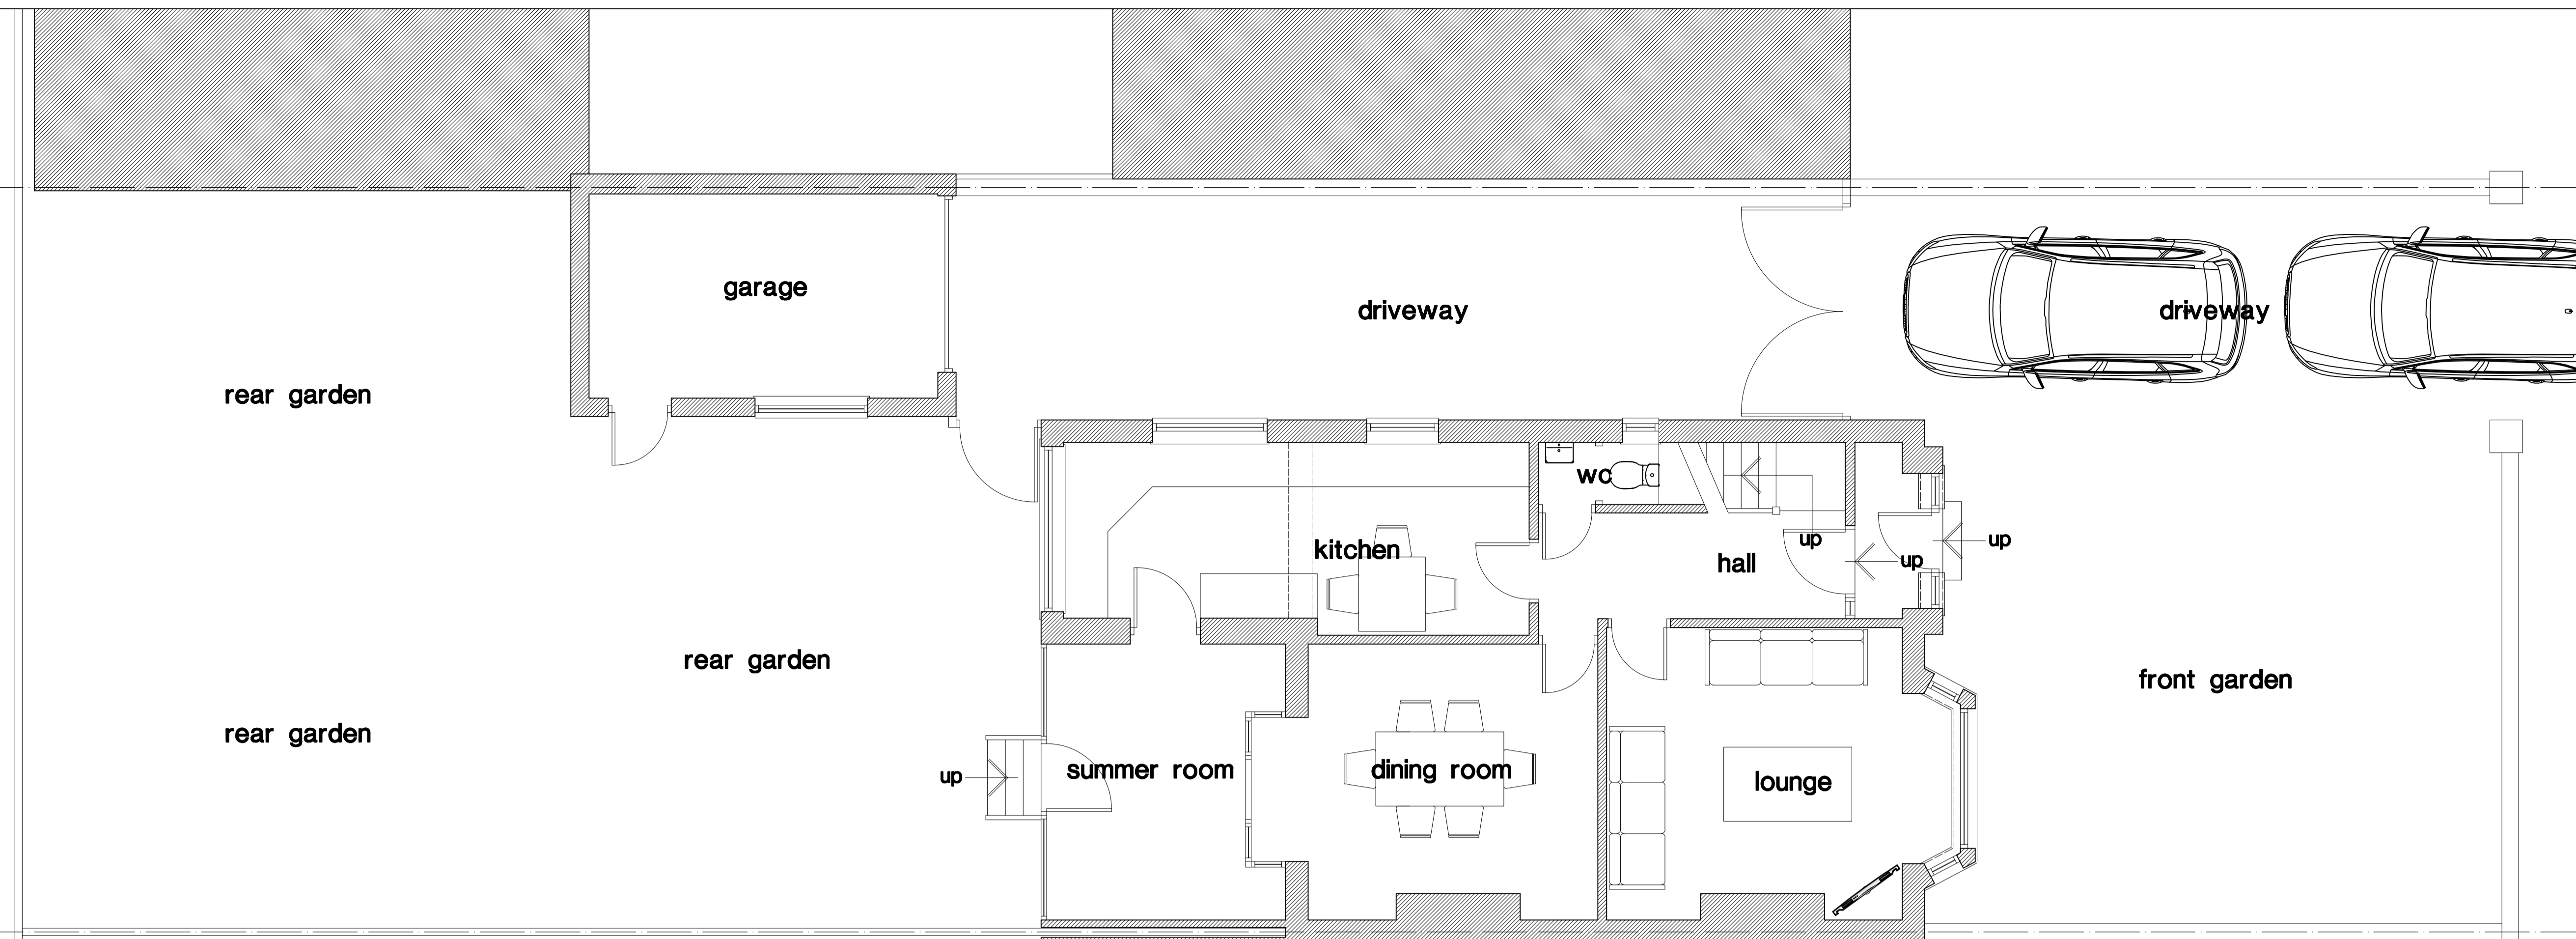 garage
driveway
driveway
rear garden
wc
up
up
kitchen
hall
up
rear garden
front garden
rear garden
up
summer room
dining room
lounge